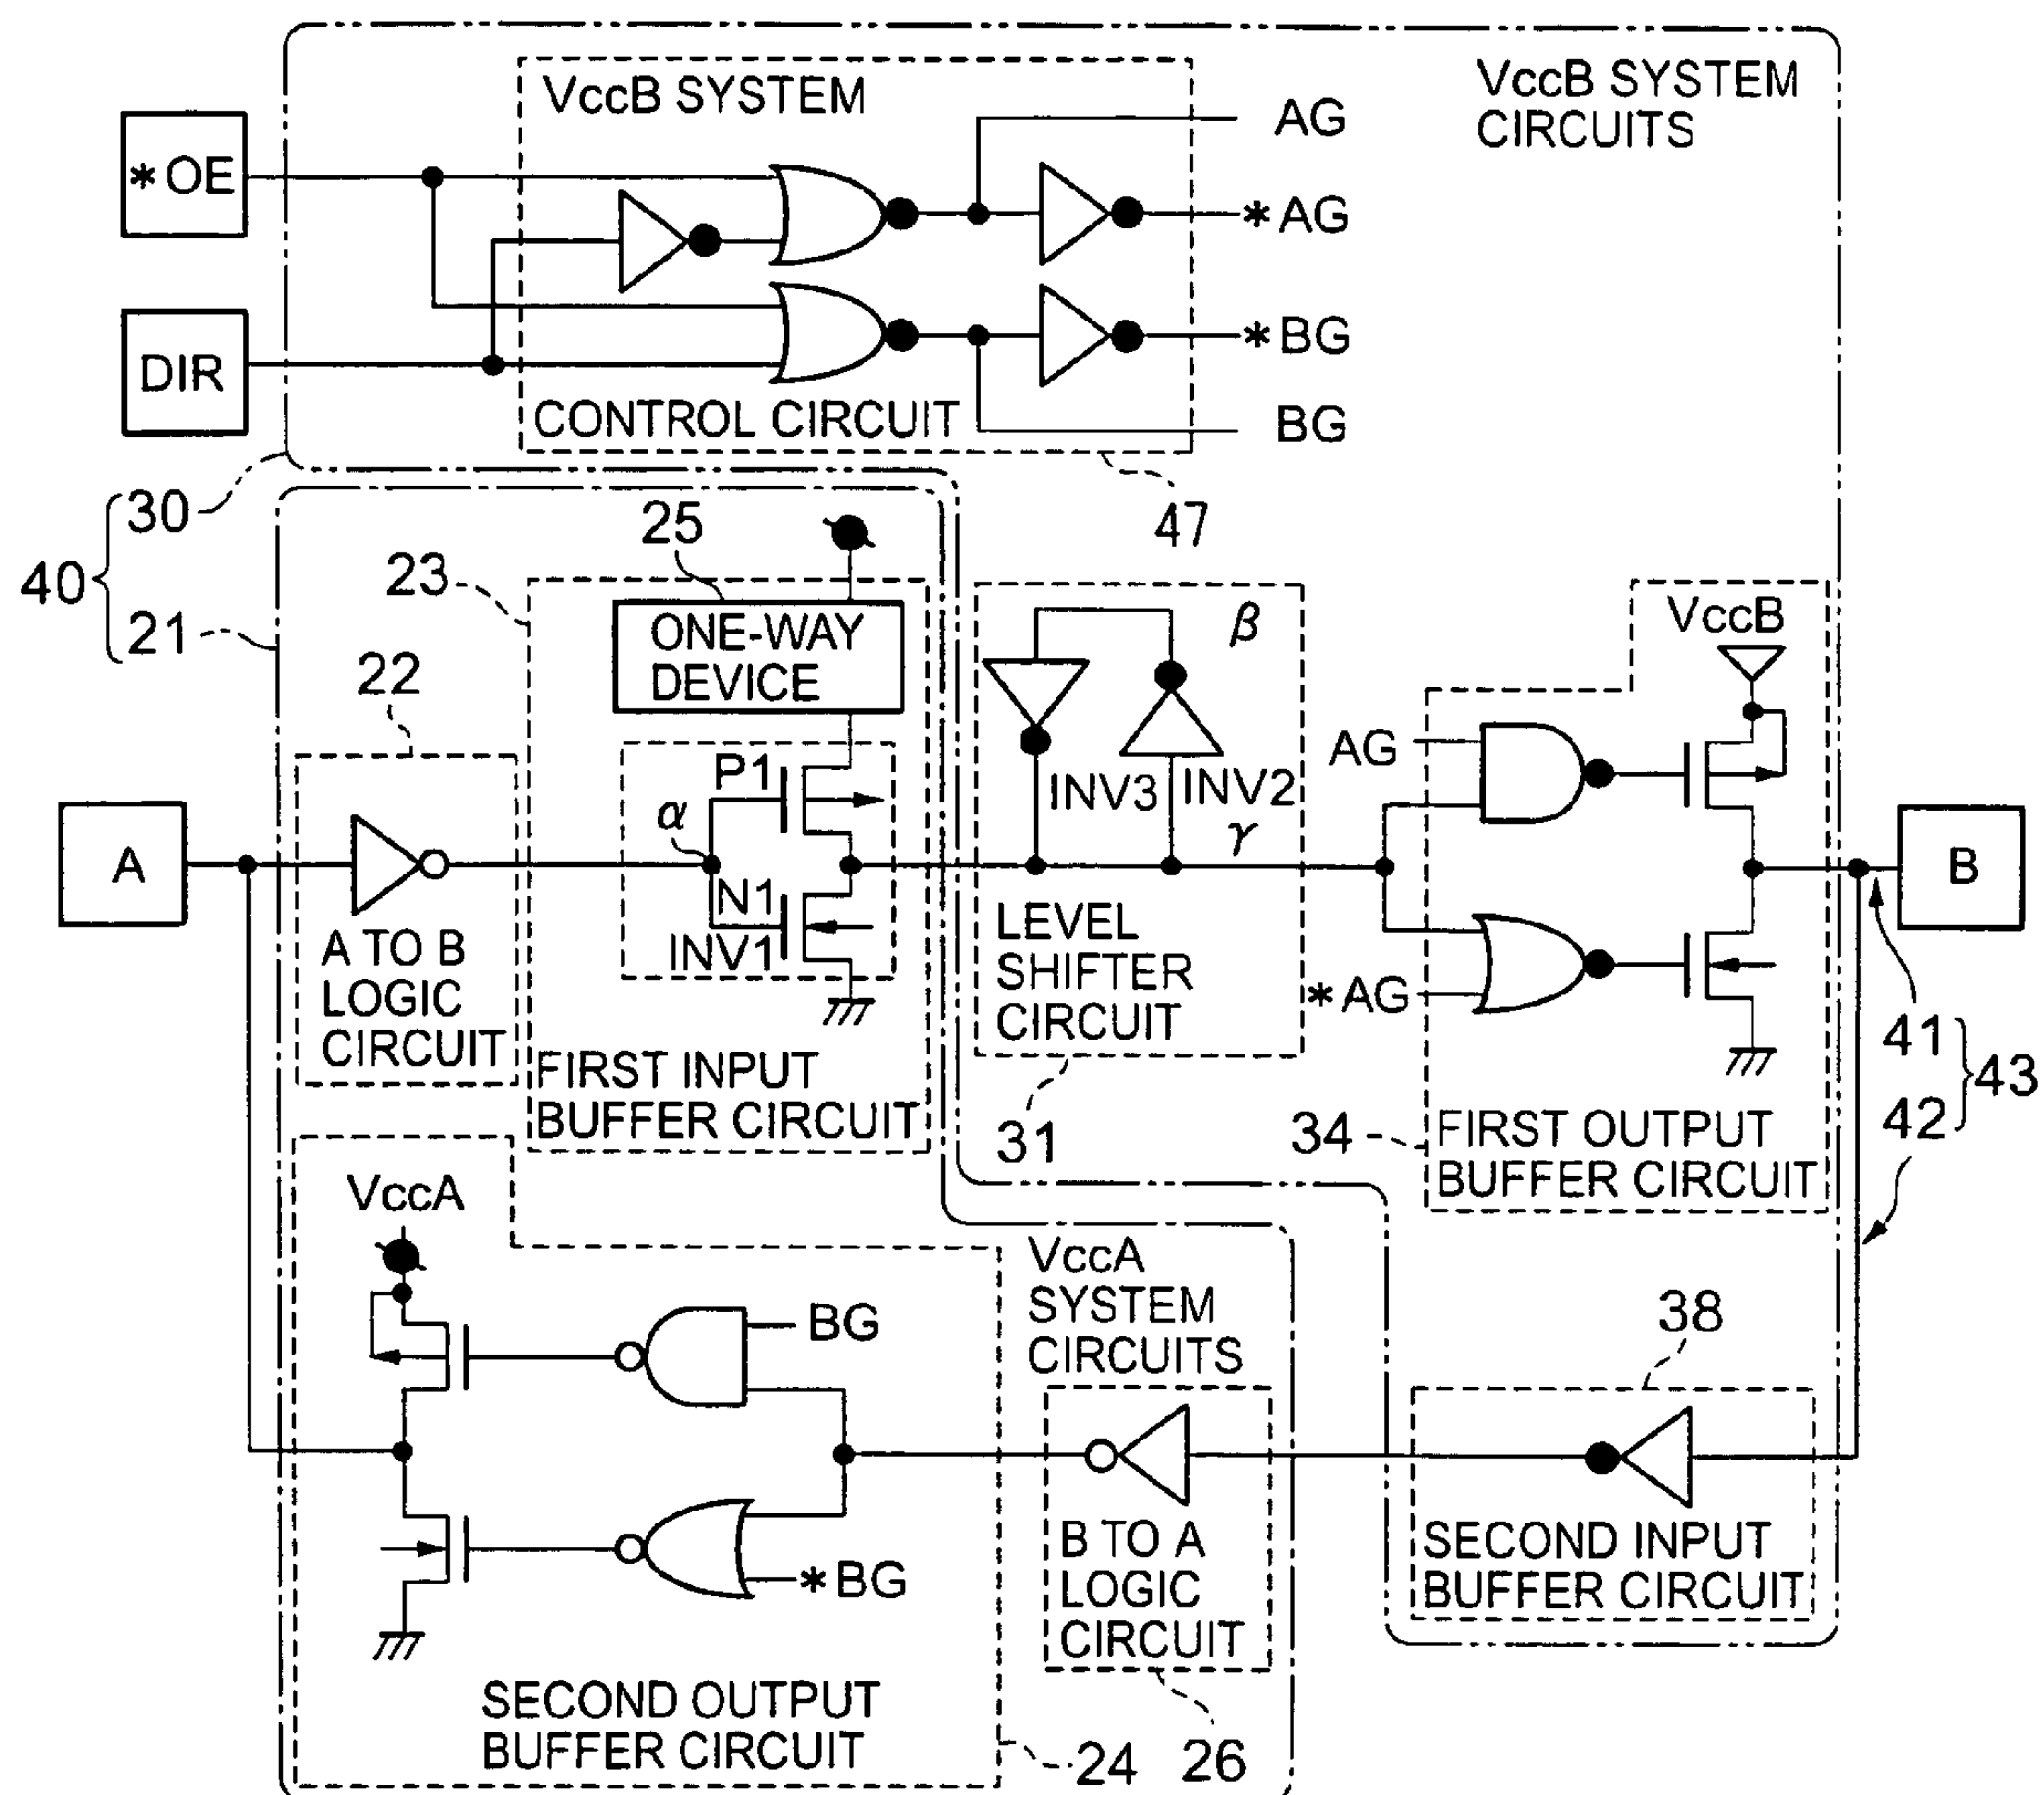 VccB SYSTEM
VccB SYSTEM
CIRCUITS
AG
*OE
*AG
*BG
DIR
CONTROL CIRCUIT
BG
30
47
40
21
25
23
ONE-WAY
DEVICE
β
VccB
22
P1
AG
INV3
INV2
α
γ
A
N1
INV1
B
A TO B
LOGIC
CIRCUIT
LEVEL
SHIFTER
CIRCUIT
*AG
41
43
42
FIRST INPUT
BUFFER CIRCUIT
31
34
FIRST OUTPUT
BUFFER CIRCUIT
VccA
VccA
SYSTEM
CIRCUITS
BG
38
B TO A
LOGIC
CIRCUIT
SECOND INPUT
BUFFER CIRCUIT
*BG
SECOND OUTPUT
BUFFER CIRCUIT
24
26